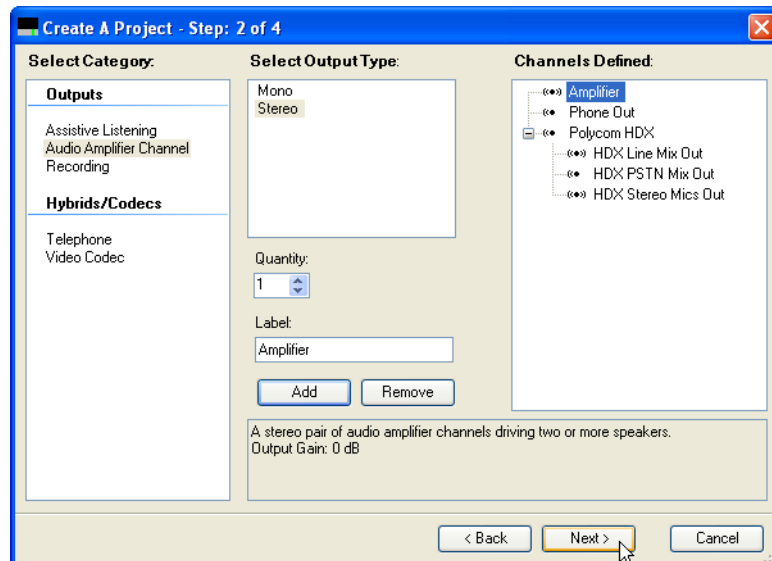 Create A Project - Step: 2 of 4
Select Category:
Outputs
Assistive Listening
Audio Amplifier Channel
Recording
Hybrids/Codecs
Telephone
Video Codec
Select Output Type:
Mono
Stereo
Quantity:
1
Label:
Amplifier
Add Remove
Channels Defined:
Amplifier
Phone Out
Polycom HDX
HDX Line Mix Out
HDX PSTN Mix Out
HDX Stereo Mics Out
A stereo pair of audio amplifier channels driving two or more speakers.
Output Gain: 0 dB
< Back Next > Cancel